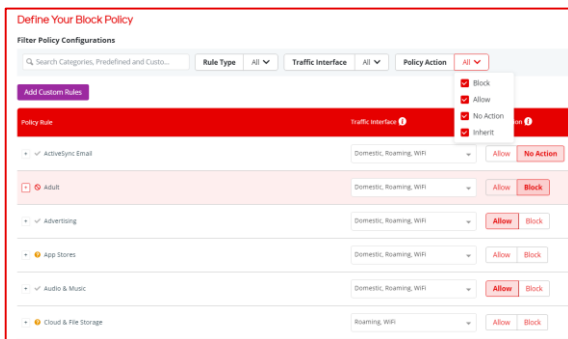 Define Your Block Policy
Filter Policy Configurations
Search Categories, Predefined and Custo... Rule Type All Traffic Interface All Policy Action All
Block
Allow
No Action
Inherit
Add Custom Rules
Policy Rule Traffic Interface on
ActiveSync Email Domestic, Roaming, WiFi Allow No Action
Adult Domestic, Roaming, WiFi Allow Block
Advertising Domestic, Roaming, WiFi Allow Block
App Stores Domestic, Roaming, WiFi Allow Block
Audio & Music Domestic, Roaming, WiFi Allow Block
Cloud & File Storage Roaming, WiFi Allow Block